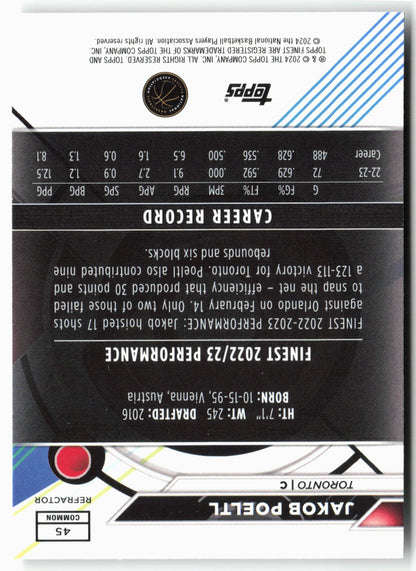 45
COMMON
REFRACTOR
JAKOB POELTL
TORONTO | C
HT: 7'1" WT: 245 DRAFTED: 2016
BORN: 10-15-95, Vienna, Austria
FINEST 2022/23 PERFORMANCE
FINEST 2022-2023 PERFORMANCE: Jakob hoisted 17 shots
against Orlando on February 14. Only two of those failed
to snap the net – efficiency that produced 30 points and
a 123-113 victory for Toronto. Poeltl also contributed nine
rebounds and six blocks.
CAREER RECORD
G FG% FT% 3PM RPG APG SPG BPG PPG
22-23 72 .629 .592 .000 9.1 2.7 0.9 1.2 12.5
Career 488 .628 .536 .500 6.5 1.6 0.6 1.3 8.1
topps
® & © 2024 THE TOPPS COMPANY, INC. ALL RIGHTS RESERVED. TOPPS AND
TOPPS FINEST ARE REGISTERED TRADEMARKS OF THE TOPPS COMPANY, INC.
© 2024 the National Basketball Players Association. All rights reserved.